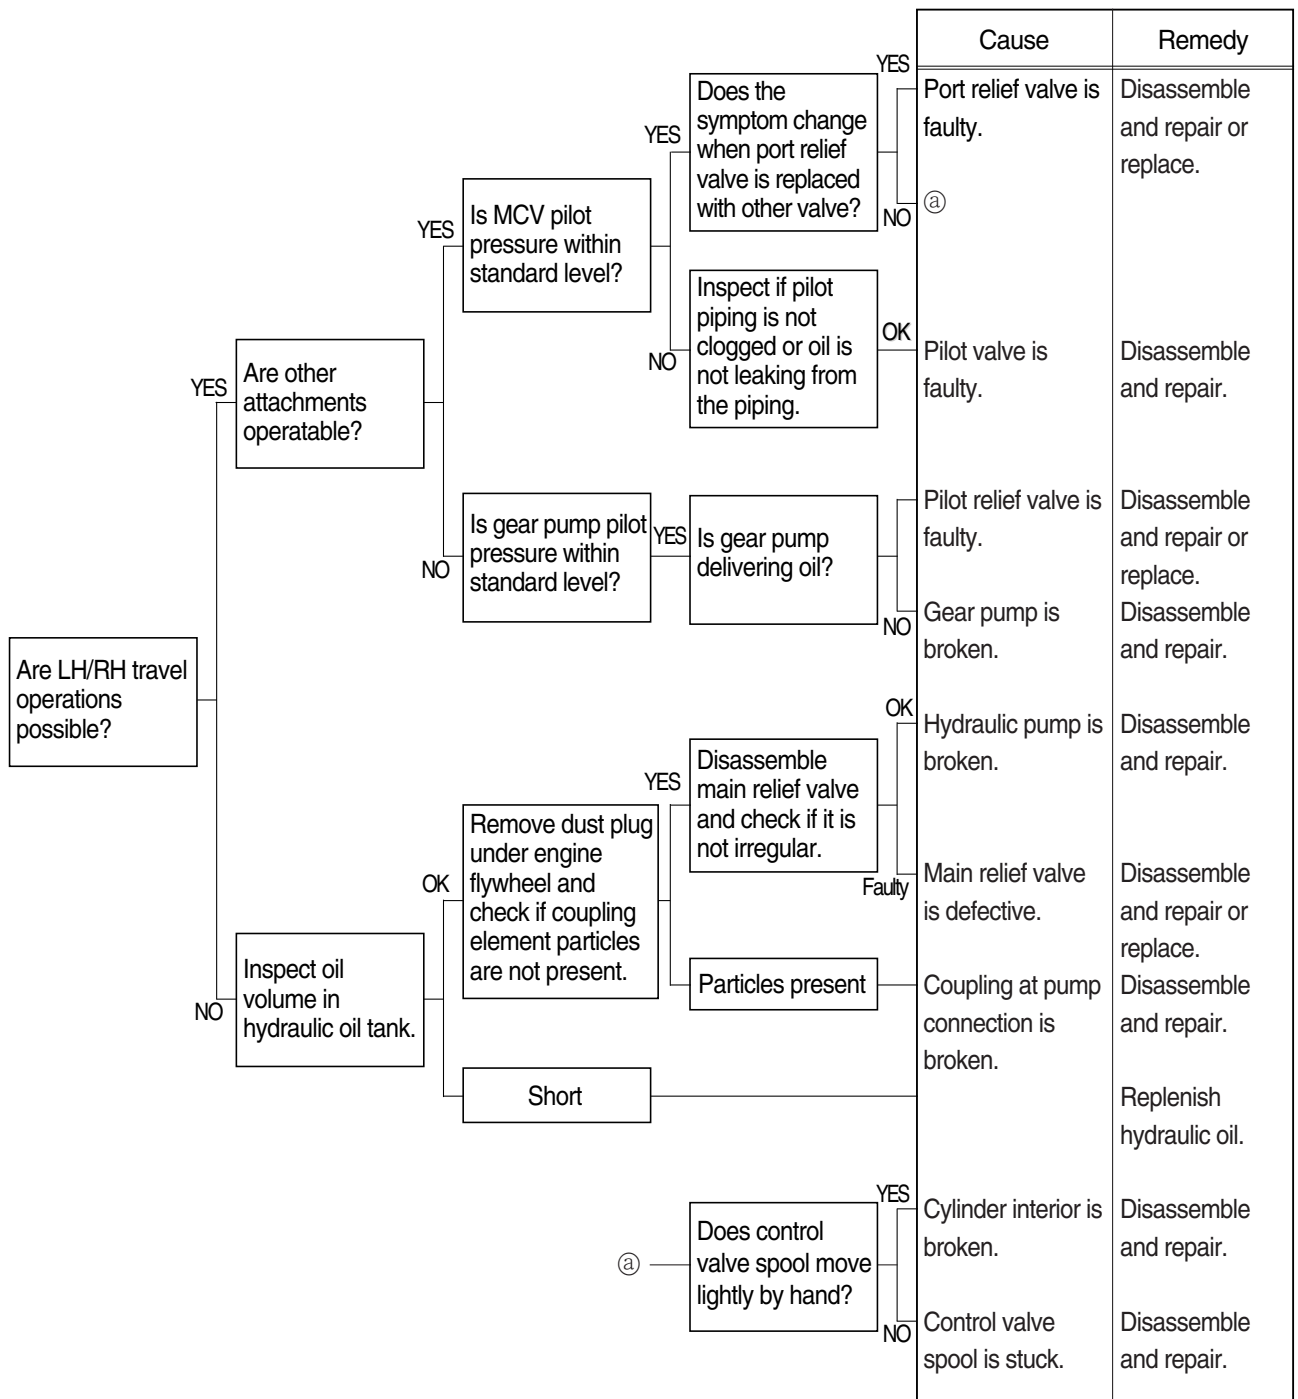 Cause
Remedy
YES
Port relief valve is
faulty.
Disassemble
and repair or
replace.
Does the
symptom change
when port relief
valve is replaced
with other valve?
YES
NO
ⓐ
Is MCV pilot
pressure within
standard level?
YES
Inspect if pilot
piping is not
clogged or oil is
not leaking from
the piping.
NO
OK
Pilot valve is
faulty.
Disassemble
and repair.
Are other
attachments
operatable?
YES
Is gear pump pilot
pressure within
standard level?
NO
YES
Is gear pump
delivering oil?
Pilot relief valve is
faulty.
Disassemble
and repair or
replace.
NO
Gear pump is
broken.
Disassemble
and repair.
Are LH/RH travel
operations
possible?
OK
Hydraulic pump is
broken.
Disassemble
and repair.
YES
Disassemble
main relief valve
and check if it is
not irregular.
Remove dust plug
under engine
flywheel and
check if coupling
element particles
are not present.
OK
Faulty
Main relief valve
is defective.
Disassemble
and repair or
replace.
NO
Inspect oil
volume in
hydraulic oil tank.
Particles present
Coupling at pump
connection is
broken.
Disassemble
and repair.
Short
Replenish
hydraulic oil.
ⓐ
Does control
valve spool move
lightly by hand?
YES
Cylinder interior is
broken.
Disassemble
and repair.
NO
Control valve
spool is stuck.
Disassemble
and repair.